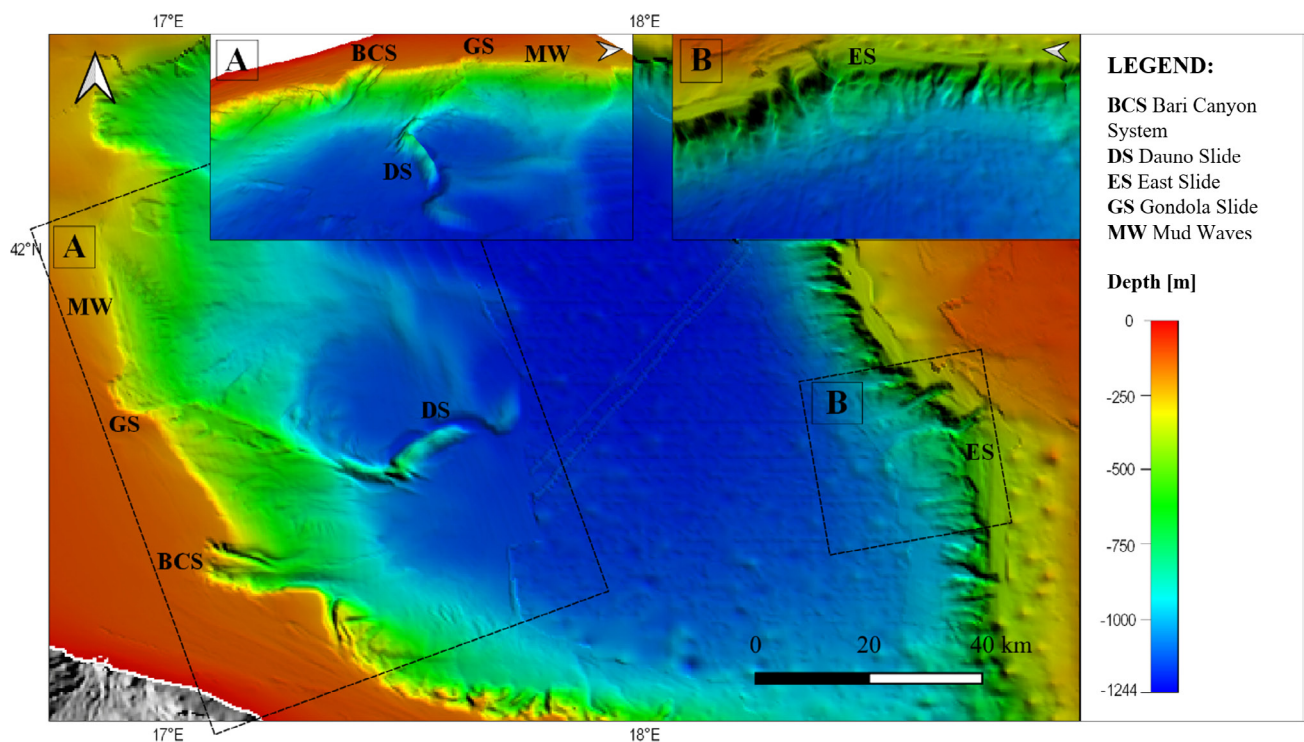 17°E
18°E
A
BCS
GS
MW
DS
B
ES
LEGEND:
BCS Bari Canyon
System
DS Dauno Slide
ES East Slide
GS Gondola Slide
MW Mud Waves
42°N
A
MW
GS
DS
BCS
B
ES
Depth [m]
0
-250
-500
-750
-1000
-1244
0
20
40 km
17°E
18°E